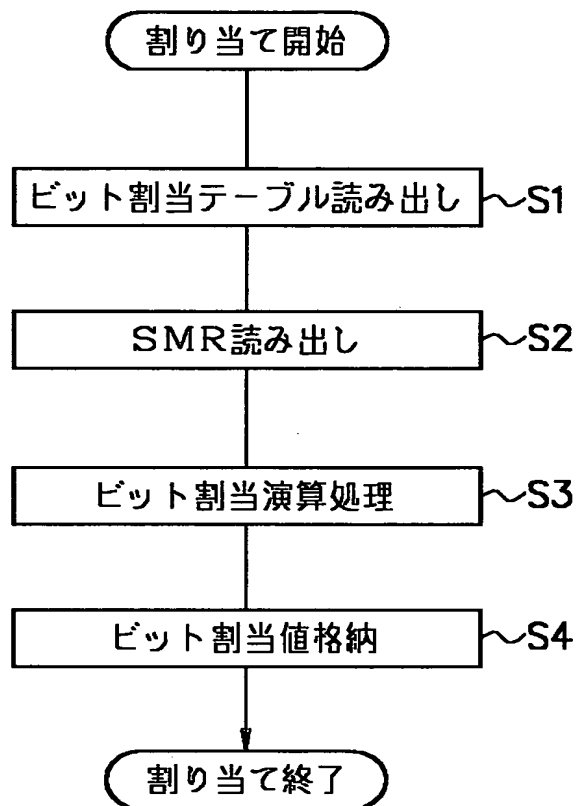 割り当て開始
ビット割当テーブル読み出し S1
SMR読み出し S2
ビット割当演算処理 S3
ビット割当値格納 S4
割り当て終了